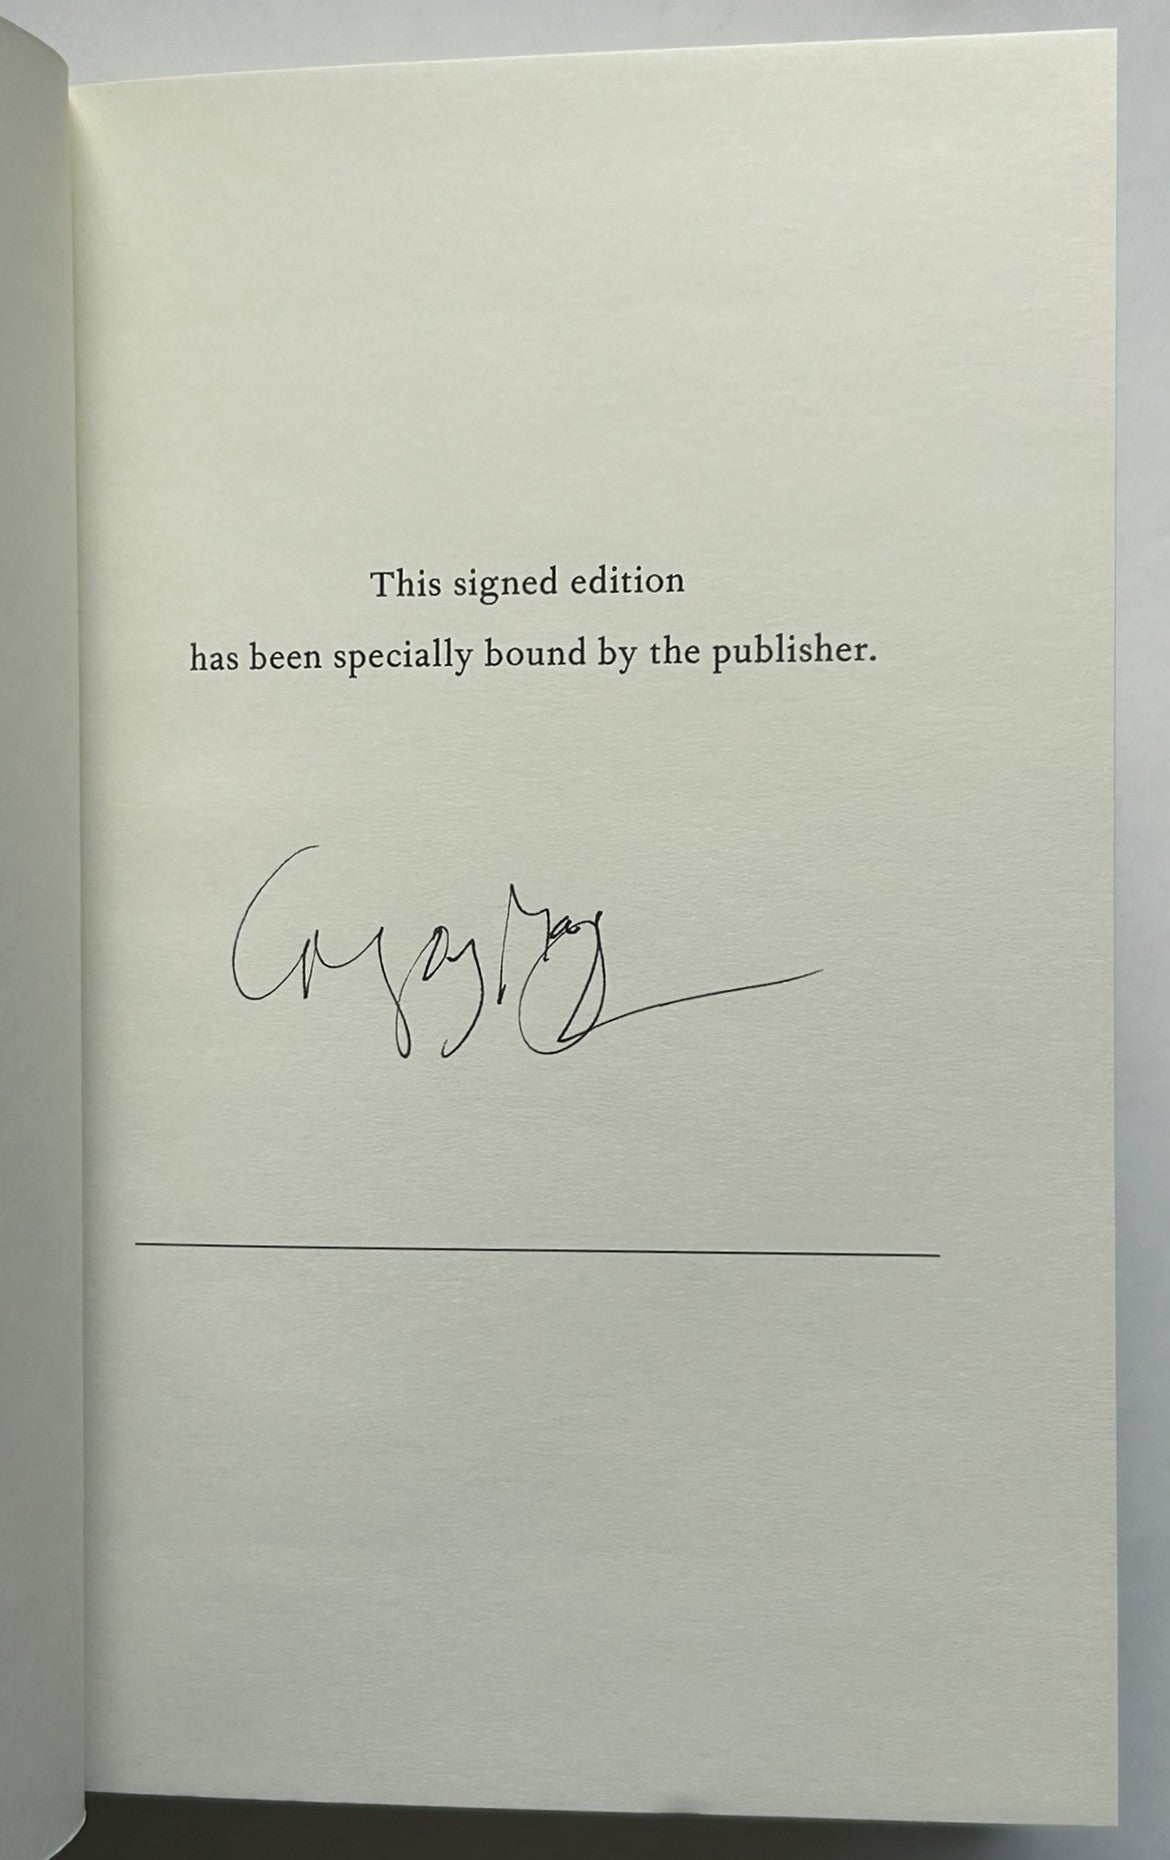 This signed edition
has been specially bound by the publisher.